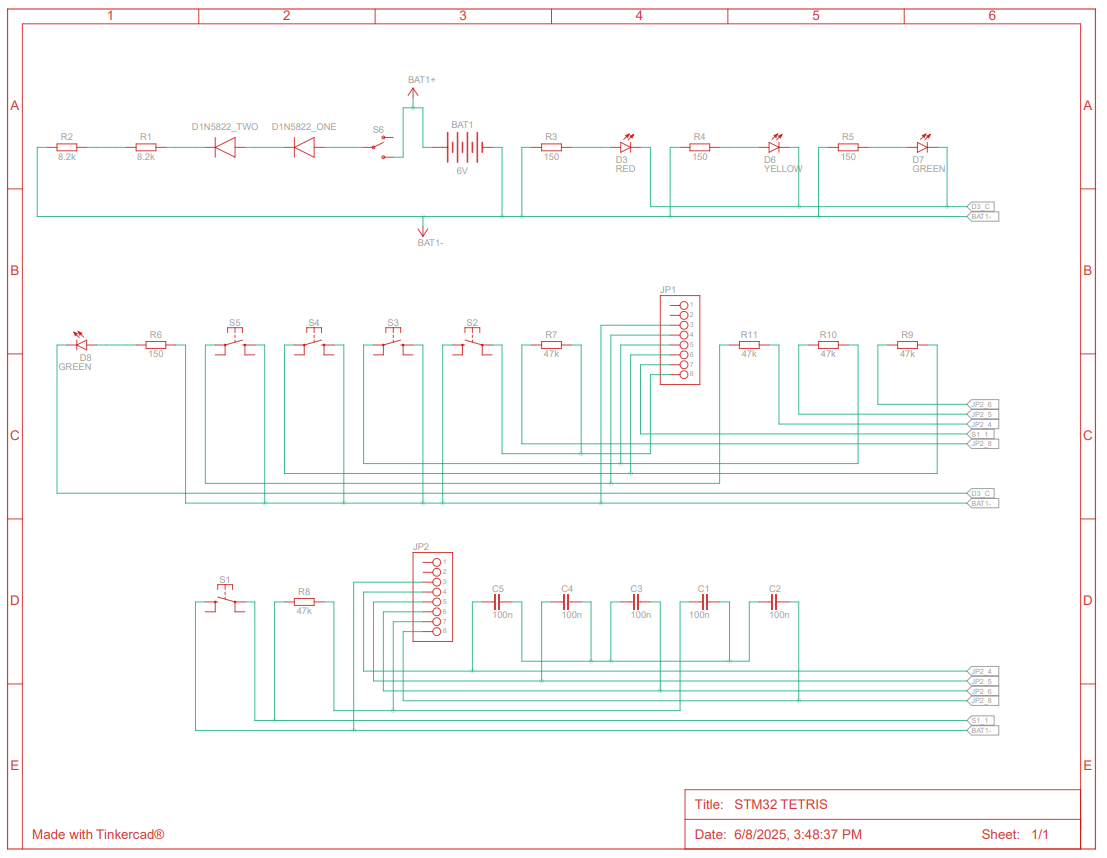 1 2 3 4 5 6
A A
BAT1+
D1N5822_TWO D1N5822_ONE S6 BAT1
R2 R1 R3 R4 R5
8.2k 8.2k 6V 150 150 150
D3 D6 D7
RED YELLOW GREEN
D3_C
BAT1-
BAT1-
B B
JP1
1
2
3
4
5
6
7
8
R6 S5 S4 S3 S2 R7 R11 R10 R9
150 47k 47k 47k 47k
D8
GREEN
JP2_6
JP2_5
JP2_4
S1_1
JP2_8
C C
D3_C
BAT1-
JP2
1
2
3
4
5
6
7
8
S1 R8 C5 C4 C3 C1 C2
47k 100n 100n 100n 100n 100n
D D
JP2_4
JP2_5
JP2_6
JP2_8
S1_1
BAT1-
E E
Title: STM32 TETRIS
Made with Tinkercad®
Date: 6/8/2025, 3:48:37 PM Sheet: 1/1